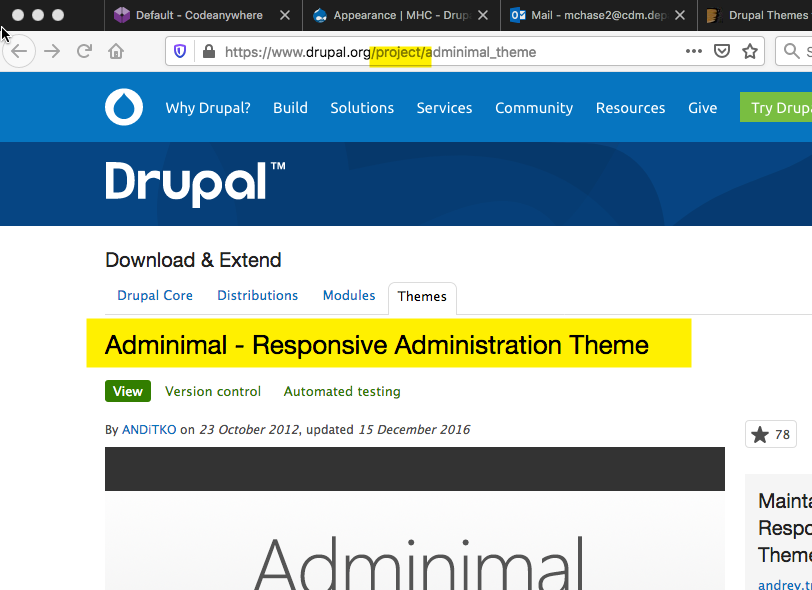 Default - Codeanywhere
Appearance | MHC - Drup
Mail - mchase2@cdm.dep
Drupal Themes
https://www.drupal.org/project/adminimal_theme
S
Why Drupal? Build Solutions Services Community Resources Give Try Drupa
Drupal™
Download & Extend
Drupal Core Distributions Modules Themes
Adminimal - Responsive Administration Theme
View Version control Automated testing
By ANDiTKO on 23 October 2012, updated 15 December 2016
78
Adminimal
Mainta
Respo
Theme
andrey.tr